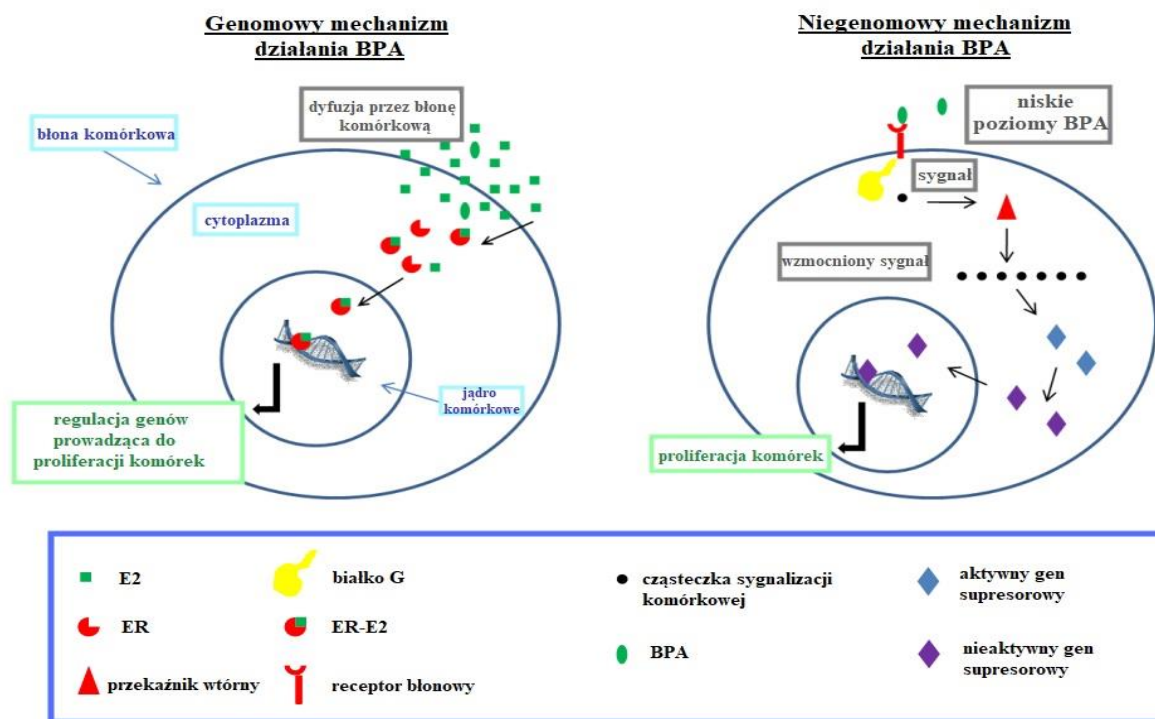 Genomowy mechanizm
działania BPA
Niegenomowy mechanizm
działania BPA
dyfuzja przez błonę
komórkową
błona komórkowa
cytoplazma
jądro
komórkowe
regulacja genów
prowadząca do
proliferacji komórek
niskie
poziomy BPA
sygnał
wzmocniony sygnał
proliferacja komórek
E2
białko G
cząsteczka sygnalizacji
komórkowej
aktywny gen
supresorowy
ER
ER-E2
BPA
nieaktywny gen
supresorowy
przekaźnik wtórny
receptor błonowy